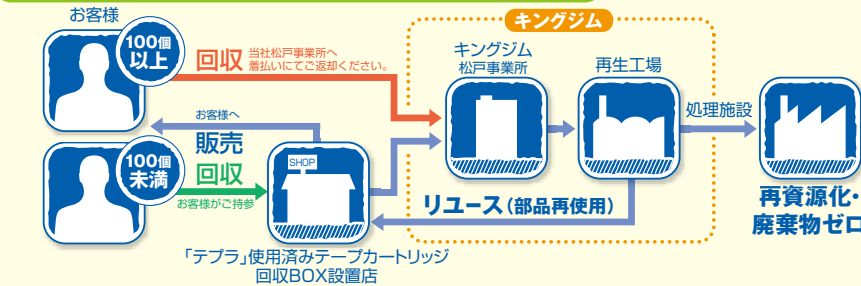 キングジム
お客様
100個
以上
回収
当社松戸事業所へ
着払いにてご返却ください。
キングジム
松戸事業所
再生工場
処理施設
お客様へ
販売
100個
未満
回収
お客様がご持参
SHOP
リユース(部品再使用)
再資源化・
廃棄物ゼロ
「テプラ」使用済みテープカートリッジ
回収BOX設置店